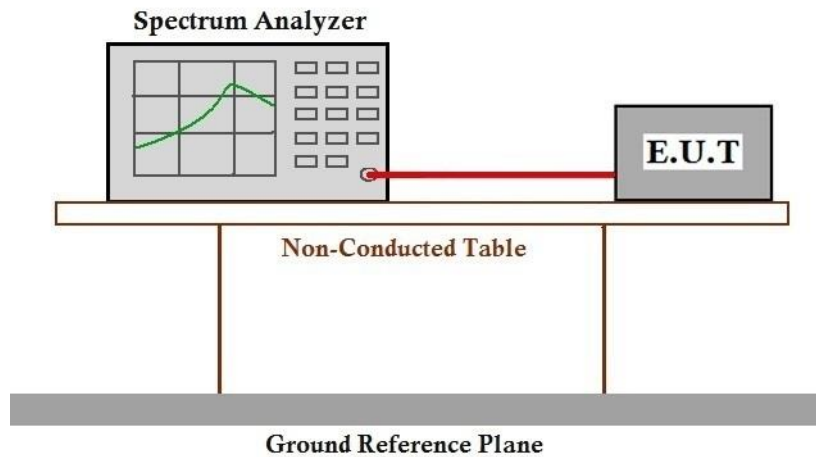 Spectrum Analyzer
E.U.T
Non-Conducted Table
Ground Reference Plane